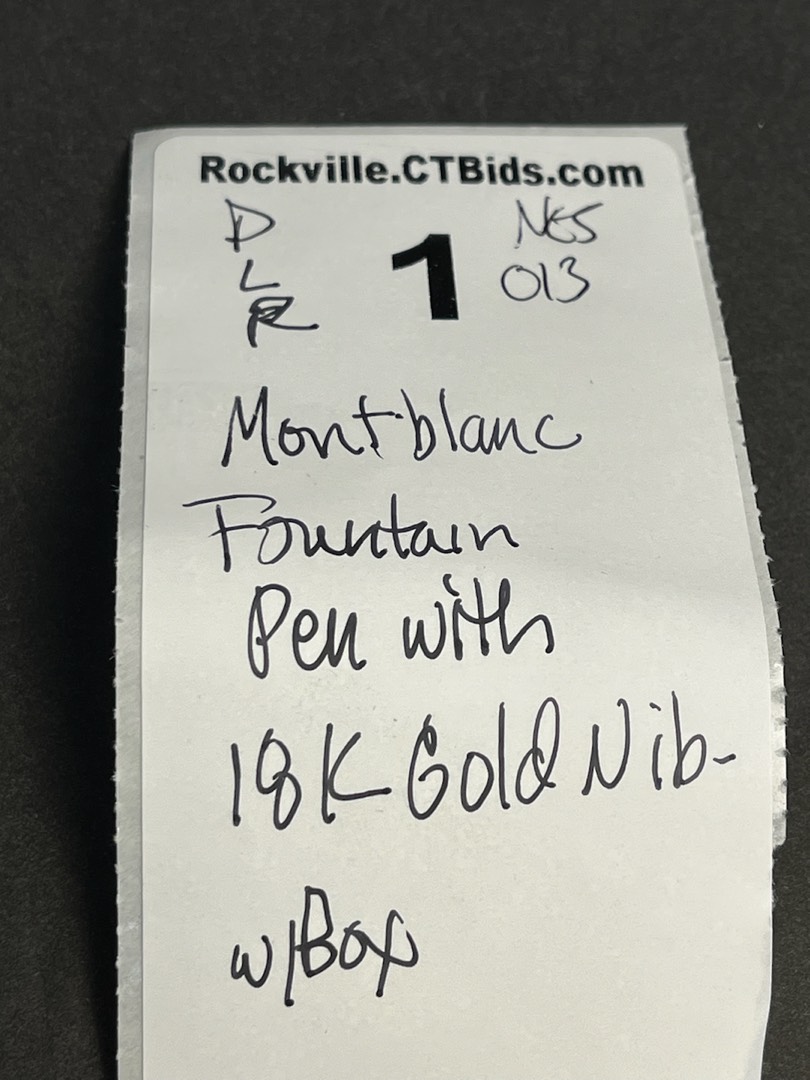 Rockville.CTBids.com
D
L
R
1
NES
013
Montblanc
Fountain
Pen with
18K Gold Nib-
w/Box